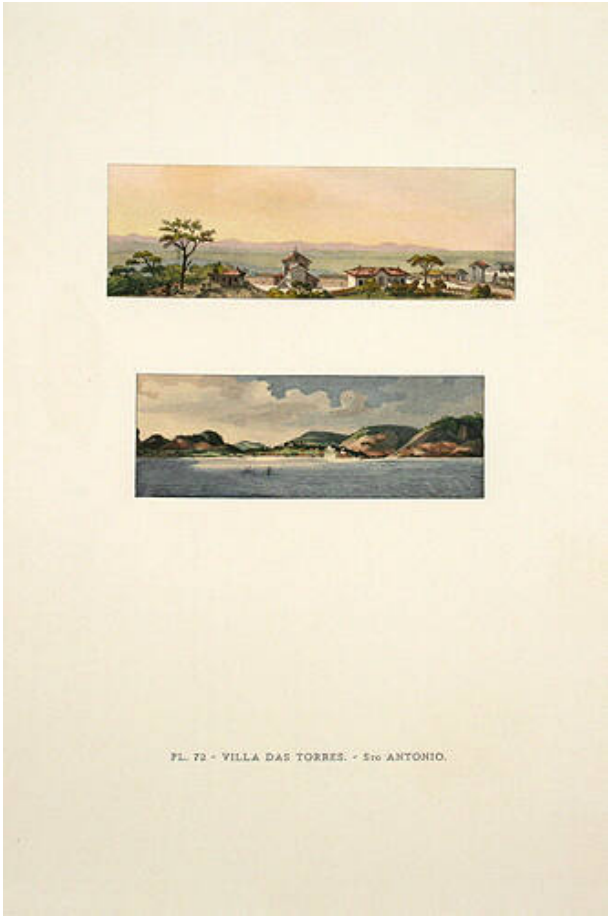 PL. 72 - VILLA DAS TORRES. - Sto ANTONIO.